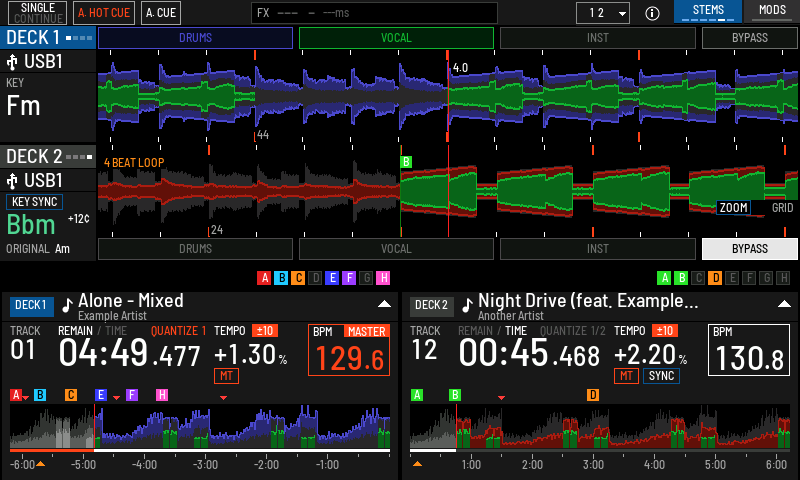 SINGLE
CONTINUE
A. HOT CUE
A. CUE
FX --- - ---ms
1 2
STEMS
MODS
DECK 1
DRUMS
VOCAL
INST
BYPASS
USB1
4.0
KEY
Fm
44
DECK 2
4 BEAT LOOP
B
USB1
KEY SYNC
Bbm
+12¢
ZOOM
GRID
24
ORIGINAL Am
DRUMS
VOCAL
INST
BYPASS
A B C D E F G H
A B C D E F G H
DECK1
Alone - Mixed
Example Artist
TRACK
01
REMAIN / TIME
04:49.477
QUANTIZE 1
TEMPO
±10
+1.30%
MT
BPM
MASTER
129.6
A B C E F H
-6:00 -5:00 -4:00 -3:00 -2:00 -1:00
DECK2
Night Drive (feat. Example...
Another Artist
TRACK
12
REMAIN / TIME
00:45.468
QUANTIZE 1/2
TEMPO
±10
+2.20%
MT
SYNC
BPM
130.8
A B D
1:00 2:00 3:00 4:00 5:00 6:00